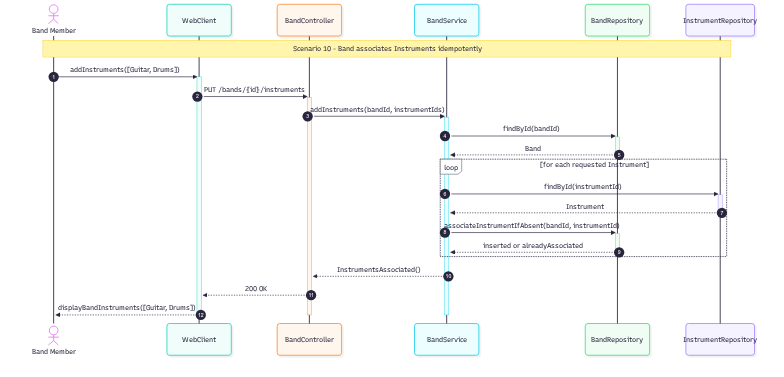 Band Member
WebClient
BandController
BandService
BandRepository
InstrumentRepository
Scenario 10 - Band associates Instruments idempotently
1
addInstruments([Guitar, Drums])
2
PUT /bands/{id}/instruments
3
addInstruments(bandId, instrumentIds)
4
findById(bandId)
5
Band
loop
[for each requested Instrument]
6
findById(instrumentId)
7
Instrument
8
associateInstrumentIfAbsent(bandId, instrumentId)
9
inserted or alreadyAssociated
10
InstrumentsAssociated()
11
200 OK
12
displayBandInstruments([Guitar, Drums])
Band Member
WebClient
BandController
BandService
BandRepository
InstrumentRepository